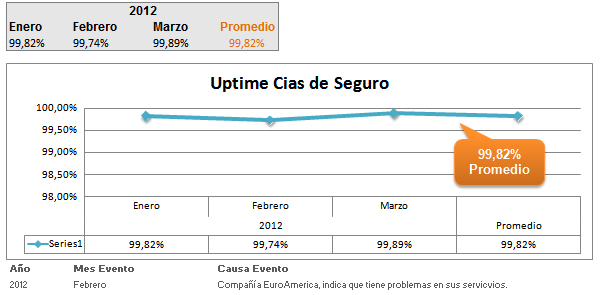 2012
Enero Febrero Marzo Promedio
99,82% 99,74% 99,89% 99,82%
Uptime Cias de Seguro
100,00%
99,50%
99,00%
98,50%
98,00%
99,82%
Promedio
Enero Febrero Marzo
2012 Promedio
Series1 99,82% 99,74% 99,89% 99,82%
Año Mes Evento Causa Evento
2012 Febrero Compañía EuroAmerica, indica que tiene problemas en sus servicvios.